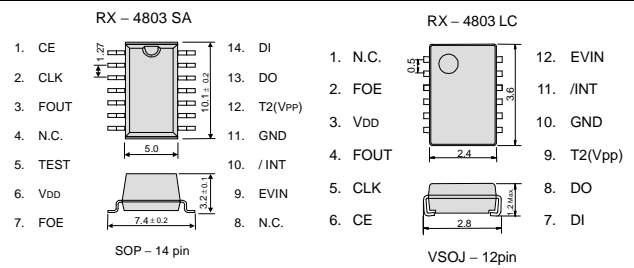 RX – 4803 SA
1. CE
2. CLK
3. FOUT
4. N.C.
5. TEST
6. VDD
7. FOE
1.27
10.1 ± 0.2
5.0
3.2 ± 0.1
7.4 ± 0.2
14. DI
13. DO
12. T2(VPP)
11. GND
10. / INT
9. EVIN
8. N.C.
SOP – 14 pin
RX – 4803 LC
1. N.C.
2. FOE
3. VDD
4. FOUT
5. CLK
6. CE
0.5
3.6
2.4
1.2 Max.
2.8
12. EVIN
11. /INT
10. GND
9. T2(Vpp)
8. DO
7. DI
VSOJ – 12pin